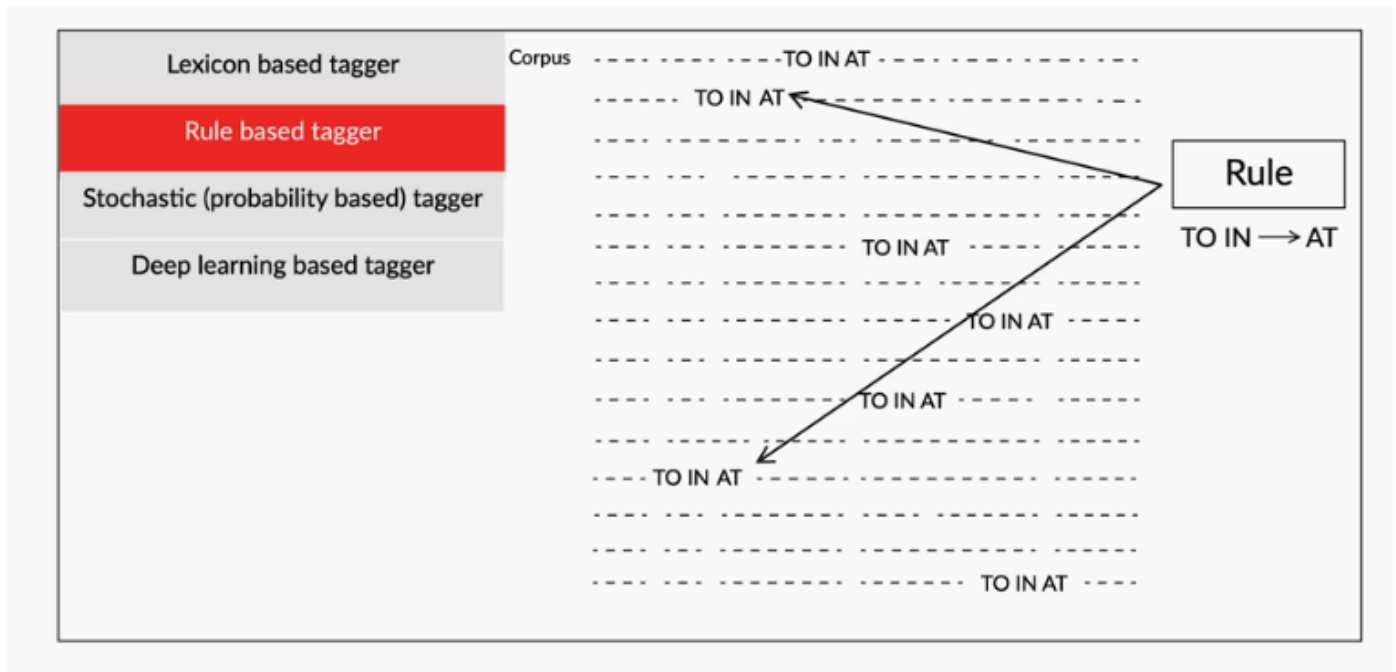 Lexicon based tagger
Rule based tagger
Stochastic (probability based) tagger
Deep learning based tagger
Corpus
TO IN AT
TO IN AT
TO IN AT
TO IN AT
TO IN AT
TO IN AT
TO IN AT
Rule
TO IN → AT